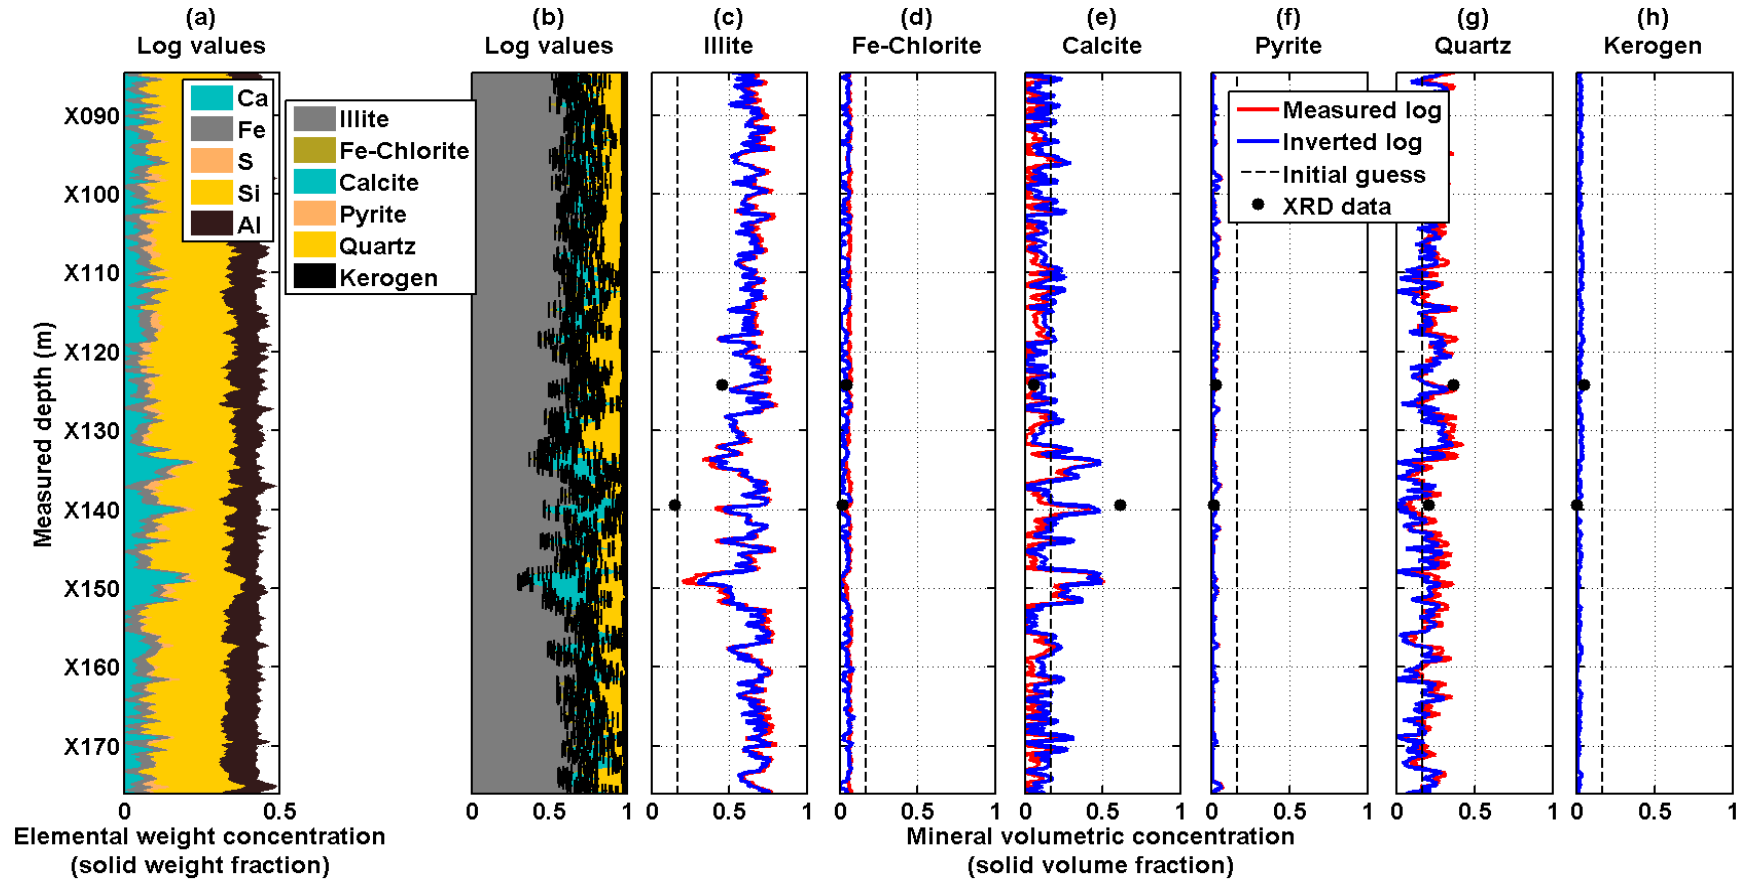 (a)
Log values
(b)
Log values
(c)
Illite
(d)
Fe-Chlorite
(e)
Calcite
(f)
Pyrite
(g)
Quartz
(h)
Kerogen
Measured depth (m)
X090
X100
X110
X120
X130
X140
X150
X160
X170
Ca
Fe
S
Si
Al
Illite
Fe-Chlorite
Calcite
Pyrite
Quartz
Kerogen
Measured log
Inverted log
Initial guess
XRD data
0 0.5
0 0.5 1
0 0.5 1
0 0.5 1
0 0.5 1
0 0.5 1
0 0.5 1
0 0.5 1
Elemental weight concentration
(solid weight fraction)
Mineral volumetric concentration
(solid volume fraction)